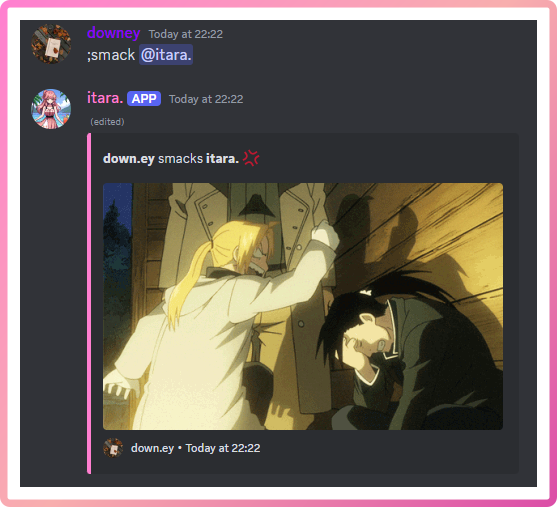 downey Today at 22:22
;smack @itara.
itara. APP Today at 22:22
(edited)
down.ey smacks itara.
down.ey • Today at 22:22